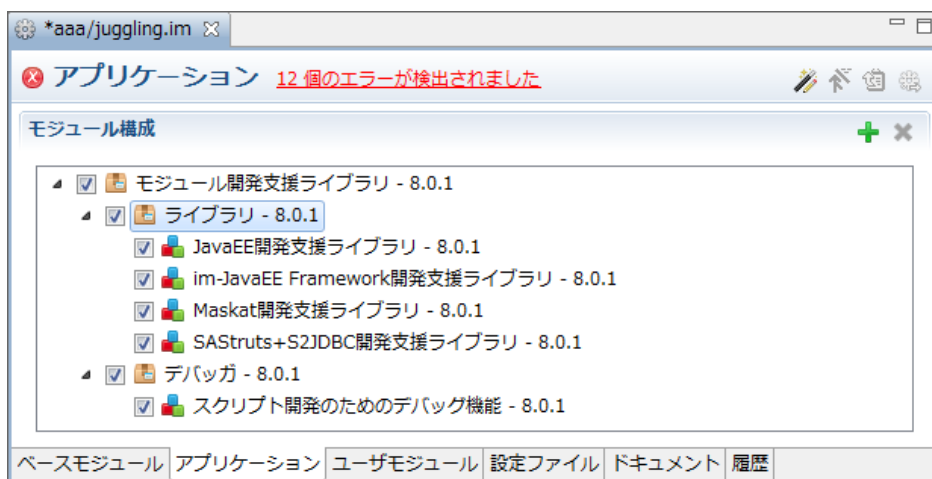 *aaa/juggling.im
アプリケーション 12 個のエラーが検出されました
モジュール構成
モジュール開発支援ライブラリ - 8.0.1
ライブラリ - 8.0.1
JavaEE開発支援ライブラリ - 8.0.1
im-JavaEE Framework開発支援ライブラリ - 8.0.1
Maskat開発支援ライブラリ - 8.0.1
SAStruts+S2JDBC開発支援ライブラリ - 8.0.1
デバッガ - 8.0.1
スクリプト開発のためのデバッグ機能 - 8.0.1
ベースモジュール アプリケーション ユーザモジュール 設定ファイル ドキュメント 履歴